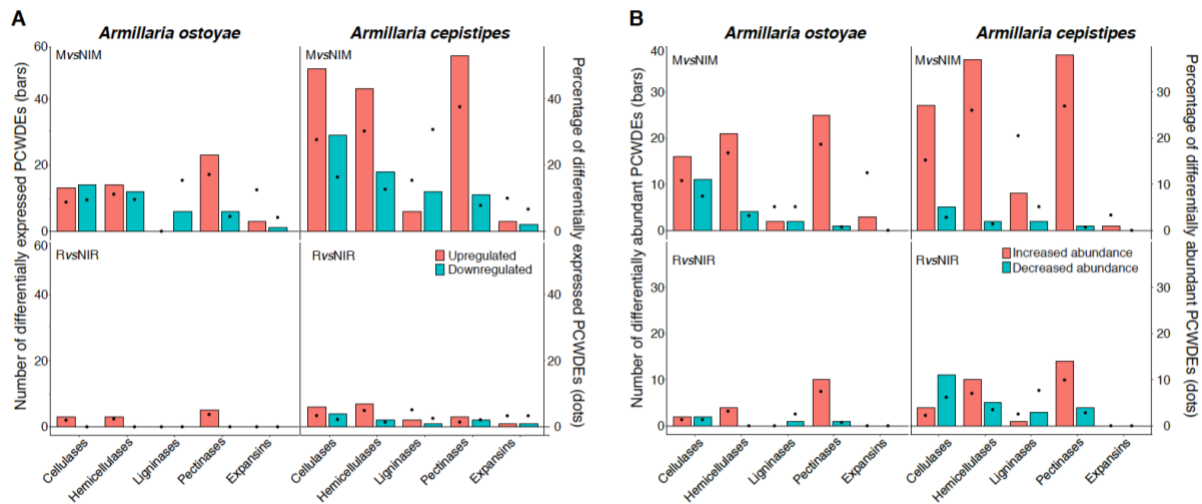 A
Armillaria ostoyae
Armillaria cepistipes
Number of differentially expressed PCWDEs (bars)
60
40
20
0
MvsNIM
MvsNIM
40
20
0
Percentage of differentially expressed PCWDEs (dots)
60
40
20
0
RvsNIR
RvsNIR
Upregulated
Downregulated
40
20
0
Cellulases
Hemicellulases
Ligninases
Pectinases
Expansins
Cellulases
Hemicellulases
Ligninases
Pectinases
Expansins
B
Armillaria ostoyae
Armillaria cepistipes
Number of differentially abundant PCWDEs (bars)
40
30
20
10
0
MvsNIM
MvsNIM
30
20
10
0
Percentage of differentially abundant PCWDEs (dots)
30
20
10
0
RvsNIR
RvsNIR
Increased abundance
Decreased abundance
30
20
10
0
Cellulases
Hemicellulases
Ligninases
Pectinases
Expansins
Cellulases
Hemicellulases
Ligninases
Pectinases
Expansins